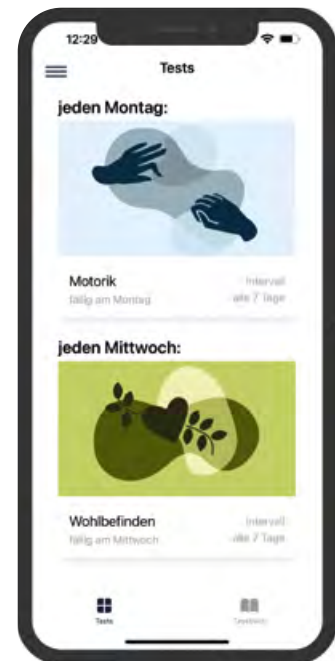 12:29
Tests
jeden Montag:
Motorik
Intervall
fällig am Montag
alle 7 Tage
jeden Mittwoch:
Wohlbefinden
Intervall
fällig am Mittwoch
alle 7 Tage
Tests